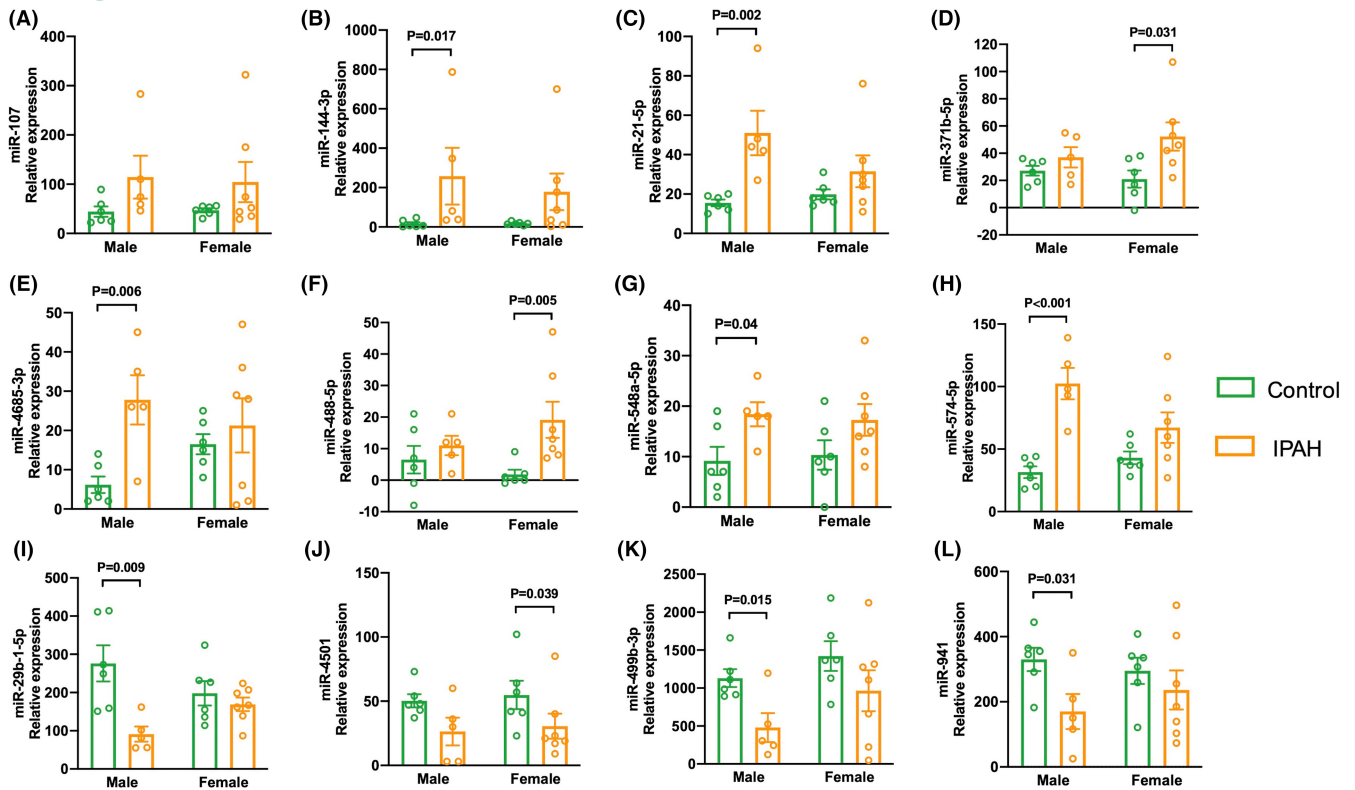 (A)
miR-107
Relative expression
400
300
200
100
0
Male
Female
(B)
miR-144-3p
Relative expression
1000
800
600
400
200
0
P=0.017
Male
Female
(C)
miR-21-5p
Relative expression
100
80
60
40
20
0
P=0.002
Male
Female
(D)
miR-371b-5p
Relative expression
120
100
80
60
40
20
0
-20
P=0.031
Male
Female
(E)
miR-4685-3p
Relative expression
50
40
30
20
10
0
P=0.006
Male
Female
(F)
miR-488-5p
Relative expression
50
40
30
20
10
0
-10
P=0.005
Male
Female
(G)
miR-548a-5p
Relative expression
40
30
20
10
0
P=0.04
Male
Female
(H)
miR-574-5p
Relative expression
150
100
50
0
P<0.001
Male
Female
Control
IPAH
(I)
miR-29b-1-5p
Relative expression
500
400
300
200
100
0
P=0.009
Male
Female
(J)
miR-4501
Relative expression
150
100
50
0
P=0.039
Male
Female
(K)
miR-499b-3p
Relative expression
2500
2000
1500
1000
500
0
P=0.015
Male
Female
(L)
miR-941
Relative expression
600
400
200
0
P=0.031
Male
Female